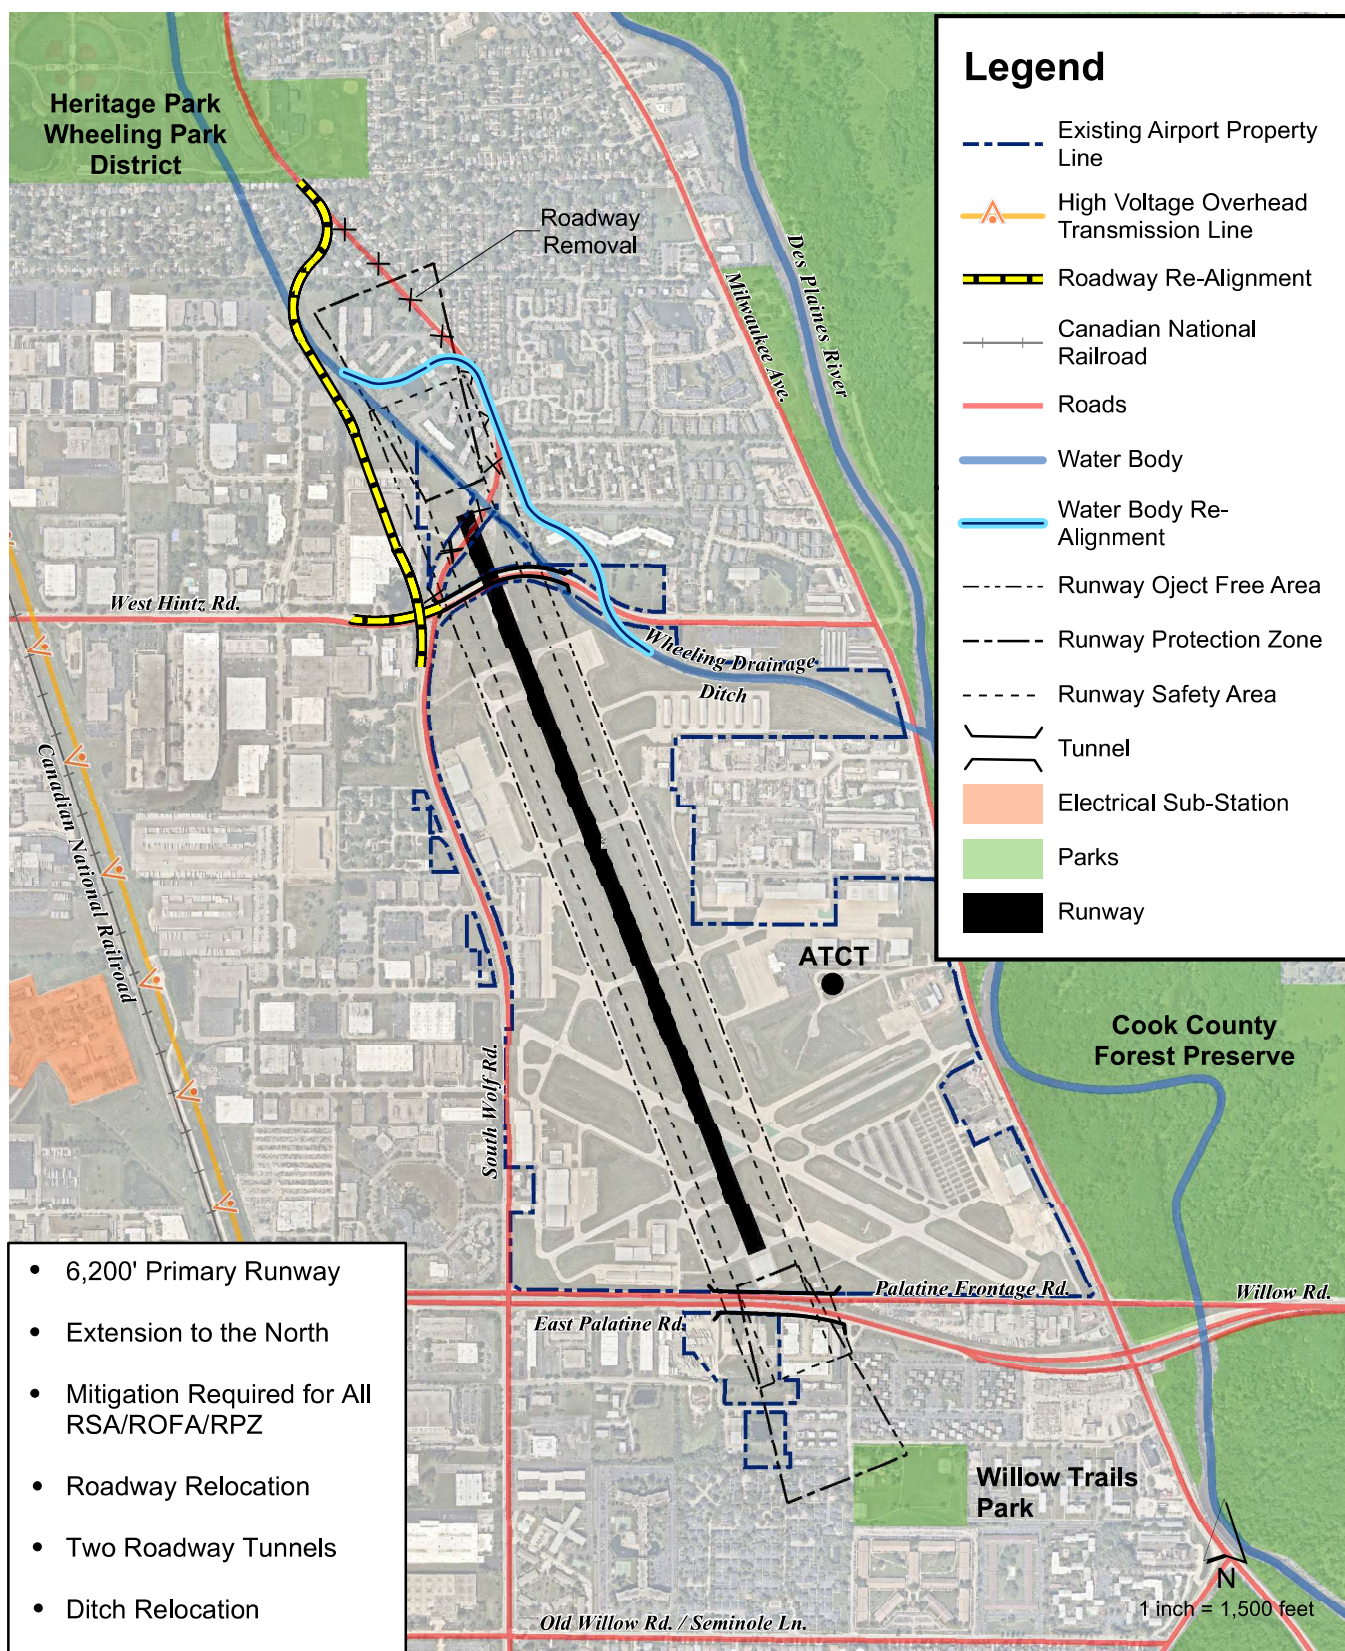 Heritage Park
Wheeling Park
District
Roadway
Removal
Des Plaines River
Milwaukee Ave.
West Hintz Rd.
Wheeling Drainage
Ditch
Canadian National Railroad
South Wolf Rd.
ATCT
Cook County
Forest Preserve
Palatine Frontage Rd.
Willow Rd.
East Palatine Rd.
Willow Trails
Park
Old Willow Rd. / Seminole Ln.
N
1 inch = 1,500 feet
Legend
Existing Airport Property
Line
High Voltage Overhead
Transmission Line
Roadway Re-Alignment
Canadian National
Railroad
Roads
Water Body
Water Body Re-
Alignment
Runway Oject Free Area
Runway Protection Zone
Runway Safety Area
Tunnel
Electrical Sub-Station
Parks
Runway
• 6,200' Primary Runway
• Extension to the North
• Mitigation Required for All
RSA/ROFA/RPZ
• Roadway Relocation
• Two Roadway Tunnels
• Ditch Relocation